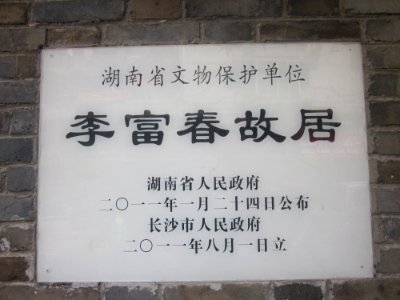 湖南省文物保护单位
李富春故居
湖南省人民政府
二〇一一年一月二十四日公布
长沙市人民政府
二〇一一年八月一日立